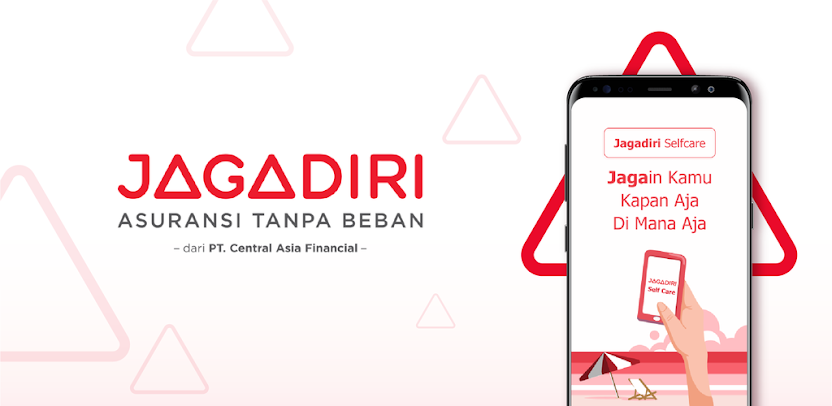 JAGADIRI
ASURANSI TANPA BEBAN
– dari PT. Central Asia Financial –
Jagadiri Selfcare
Jagain Kamu
Kapan Aja
Di Mana Aja
JAGADIRI
Self Care